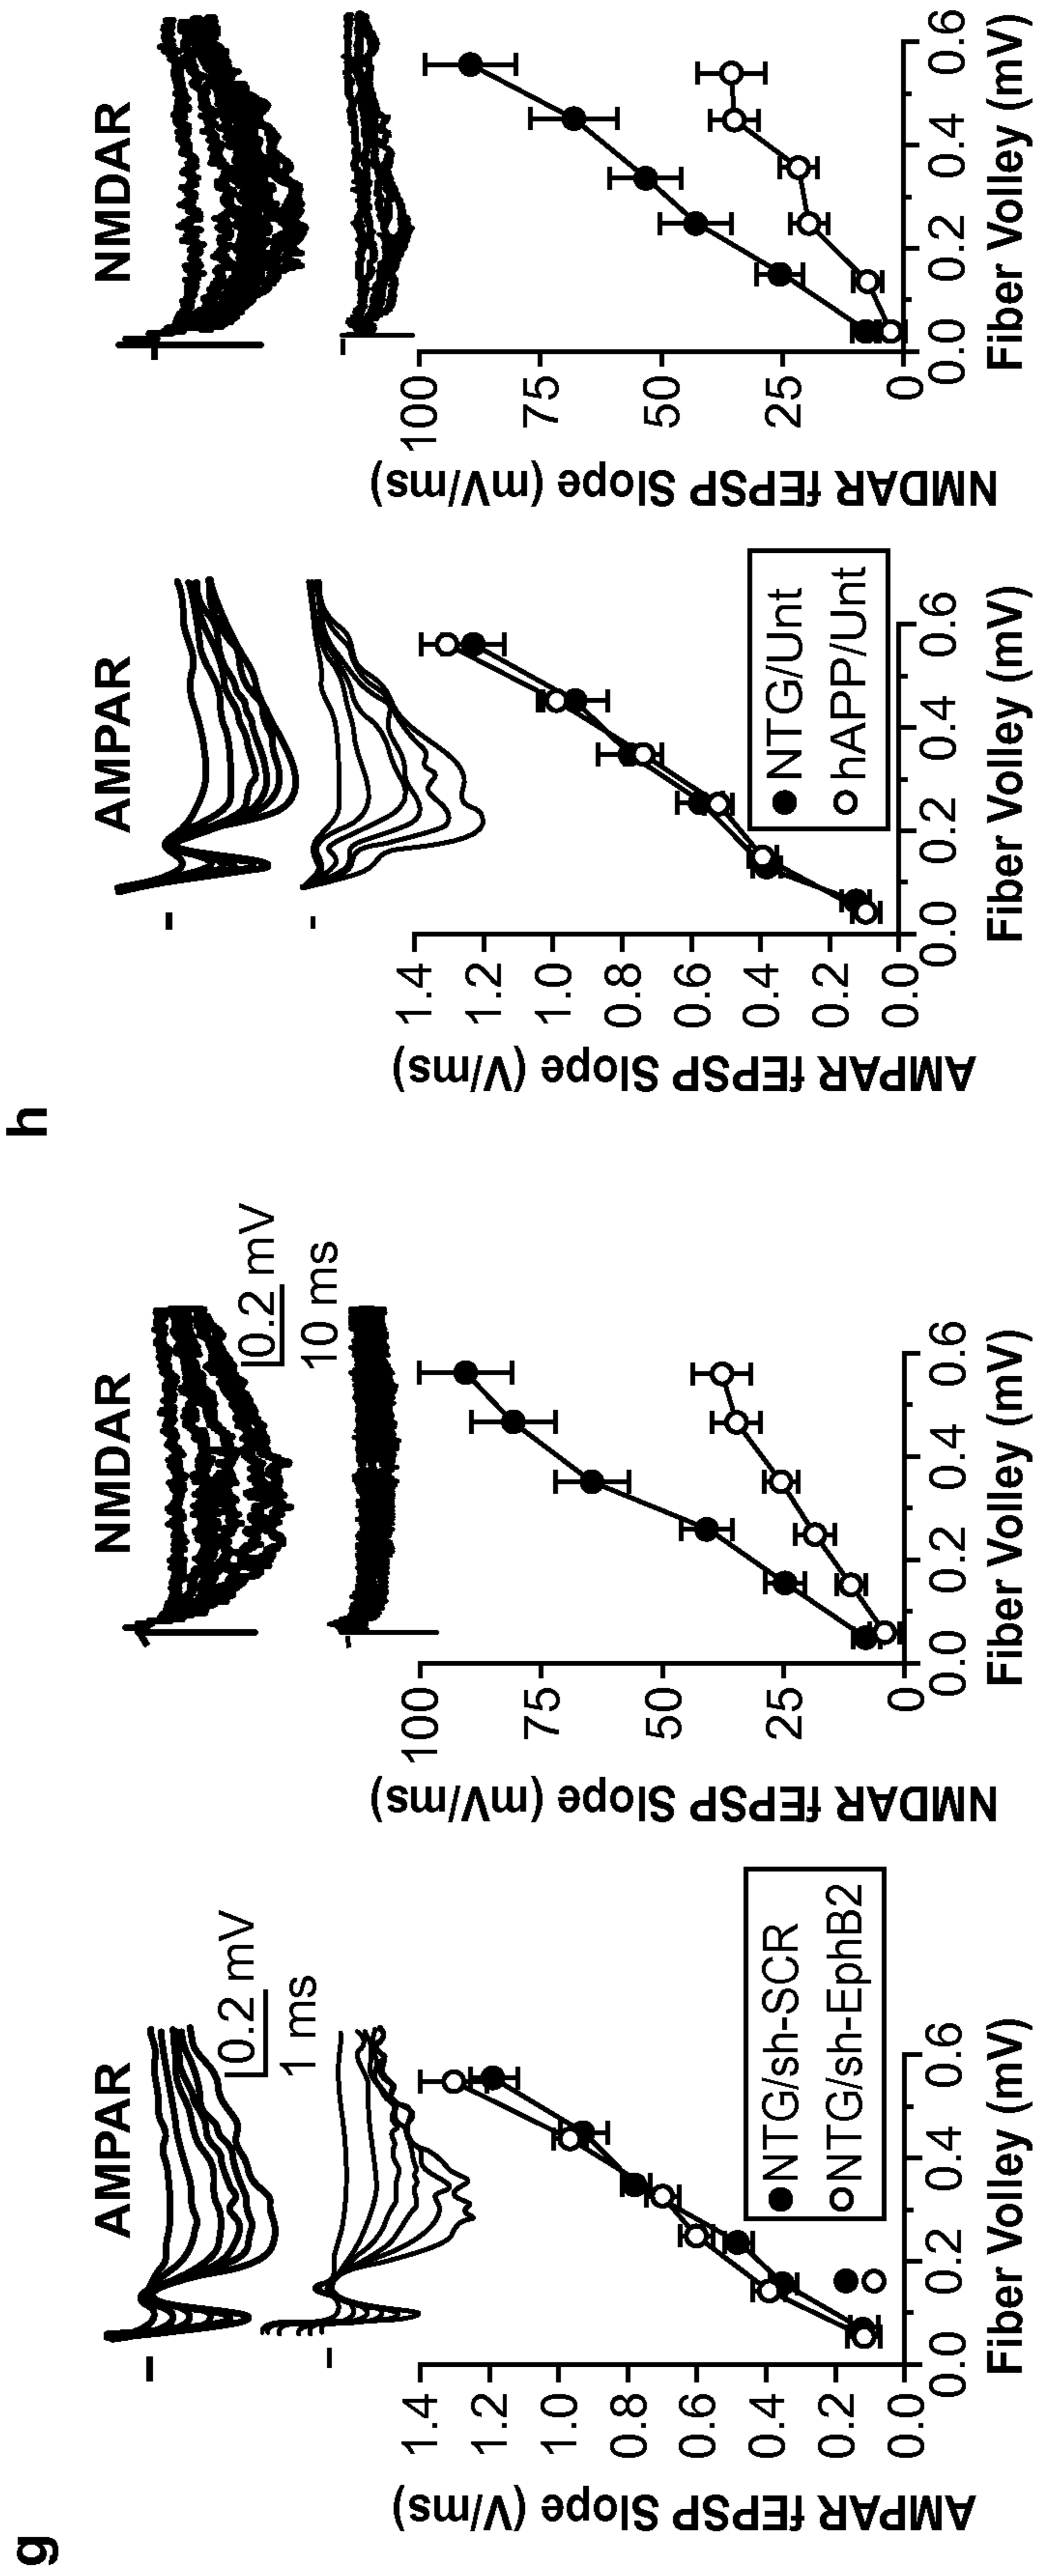 g
AMPAR
0.2 mV
1 ms
AMPAR fEPSP Slope (V/ms)
1.4
1.2
1.0
0.8
0.6
0.4
0.2
0.0
NTG/sh-SCR
NTG/sh-EphB2
0.0 0.2 0.4 0.6
Fiber Volley (mV)
NMDAR
0.2 mV
10 ms
NMDAR fEPSP Slope (mV/ms)
100
75
50
25
0
0.0 0.2 0.4 0.6
Fiber Volley (mV)
h
AMPAR
AMPAR fEPSP Slope (V/ms)
1.4
1.2
1.0
0.8
0.6
0.4
0.2
0.0
NTG/Unt
hAPP/Unt
0.0 0.2 0.4 0.6
Fiber Volley (mV)
NMDAR
NMDAR fEPSP Slope (mV/ms)
100
75
50
25
0
0.0 0.2 0.4 0.6
Fiber Volley (mV)